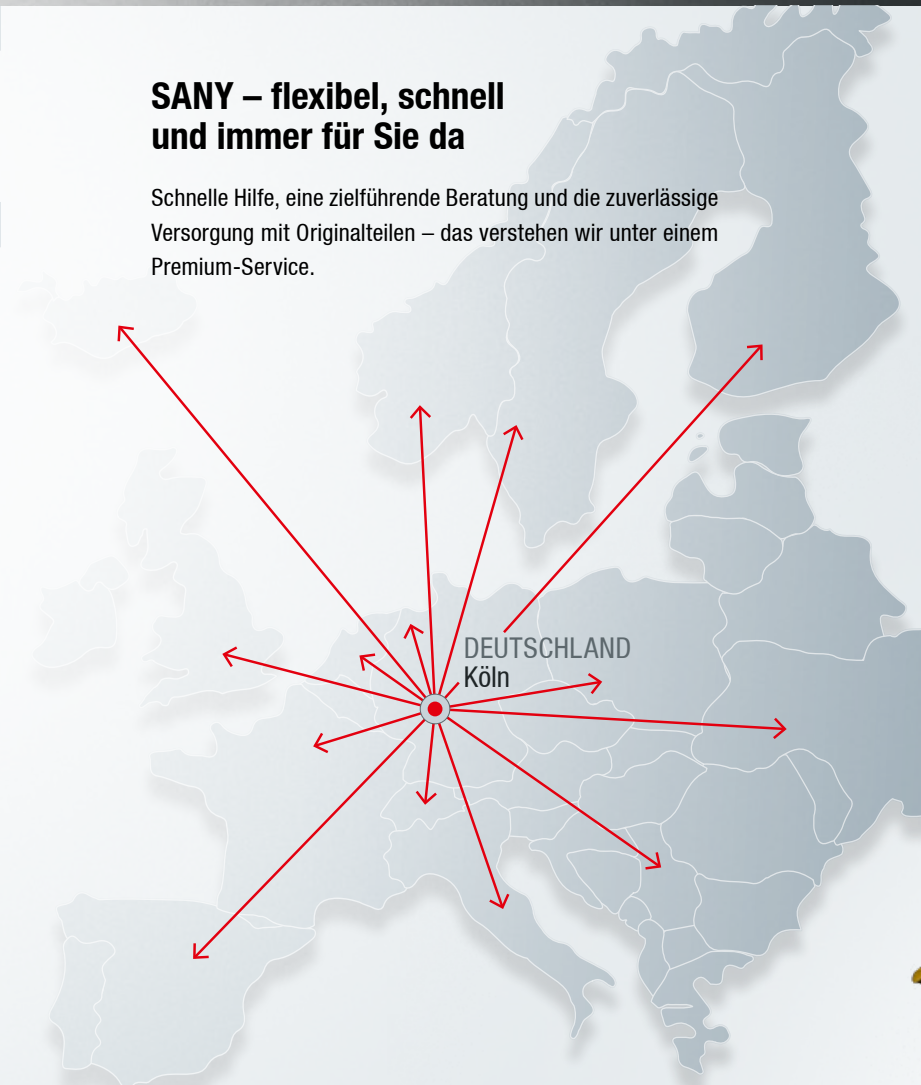 SANY – flexibel, schnell
und immer für Sie da
Schnelle Hilfe, eine zielführende Beratung und die zuverlässige
Versorgung mit Originalteilen – das verstehen wir unter einem
Premium-Service.
DEUTSCHLAND
Köln